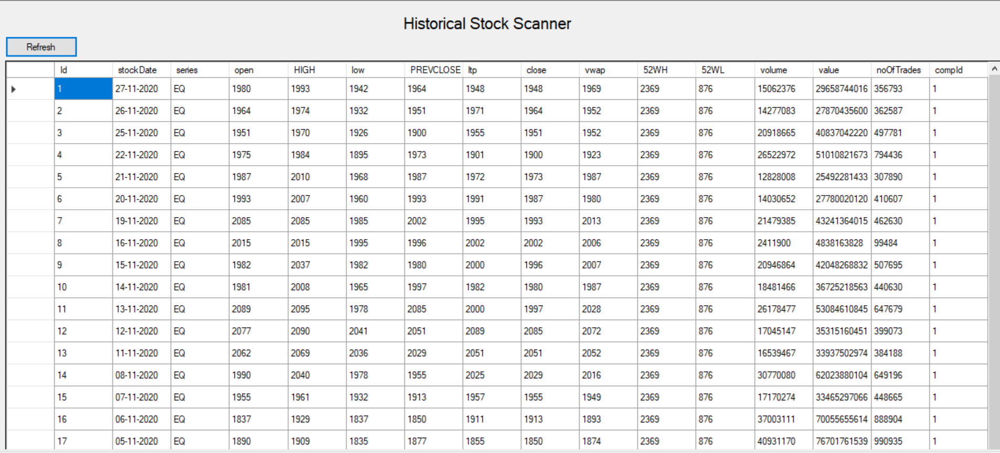 Historical Stock Scanner
Refresh
Id stockDate series open HIGH low PREVCLOSE ltp close vwap 52WH 52WL volume value noOfTrades compId
1 27-11-2020 EQ 1980 1993 1942 1964 1948 1948 1969 2369 876 15062376 29658744016 356793 1
2 26-11-2020 EQ 1964 1974 1932 1951 1971 1964 1952 2369 876 14277083 27870435600 362587 1
3 25-11-2020 EQ 1951 1970 1926 1900 1955 1951 1952 2369 876 20918665 40837042220 497781 1
4 22-11-2020 EQ 1975 1984 1895 1973 1901 1900 1923 2369 876 26522972 51010821673 794436 1
5 21-11-2020 EQ 1987 2010 1968 1987 1972 1973 1987 2369 876 12828008 25492281433 307890 1
6 20-11-2020 EQ 1993 2007 1960 1993 1991 1987 1980 2369 876 14030652 27780020120 410607 1
7 19-11-2020 EQ 2085 2085 1985 2002 1995 1993 2013 2369 876 21479385 43241364015 462630 1
8 16-11-2020 EQ 2015 2015 1995 1996 2002 2002 2006 2369 876 2411900 4838163828 99484 1
9 15-11-2020 EQ 1982 2037 1982 1980 2000 1996 2007 2369 876 20946864 42048268832 507695 1
10 14-11-2020 EQ 1981 2008 1965 1997 1982 1980 1987 2369 876 18481466 36725218563 440630 1
11 13-11-2020 EQ 2089 2095 1978 2085 2000 1997 2028 2369 876 26178477 53084610845 647679 1
12 12-11-2020 EQ 2077 2090 2041 2051 2089 2085 2072 2369 876 17045147 35315160451 399073 1
13 11-11-2020 EQ 2062 2069 2036 2029 2051 2051 2052 2369 876 16539467 33937502974 384188 1
14 08-11-2020 EQ 1990 2040 1978 1955 2025 2029 2016 2369 876 30770080 62023880104 649196 1
15 07-11-2020 EQ 1955 1961 1932 1913 1957 1955 1949 2369 876 17170274 33465297066 448665 1
16 06-11-2020 EQ 1837 1929 1837 1850 1911 1913 1893 2369 876 37003111 70055655614 888904 1
17 05-11-2020 EQ 1890 1909 1835 1877 1855 1850 1874 2369 876 40931170 76701761539 990935 1